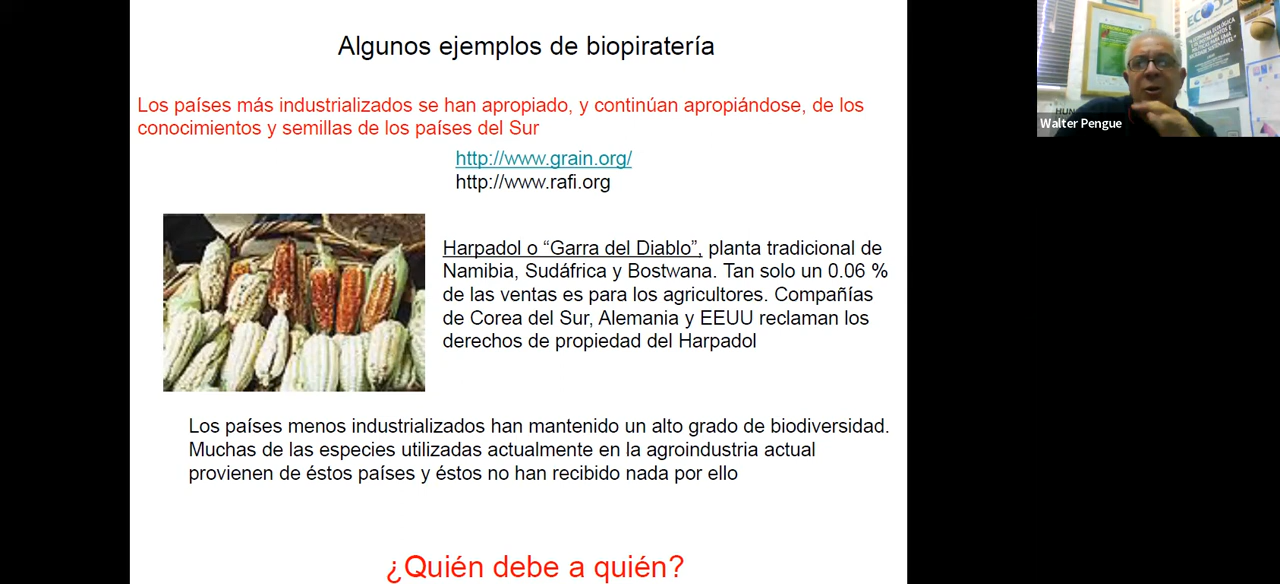 Algunos ejemplos de biopiratería
Los países más industrializados se han apropiado, y continúan apropiándose, de los
conocimientos y semillas de los países del Sur
http://www.grain.org/
http://www.rafi.org
Harpadol o “Garra del Diablo”, planta tradicional de
Namibia, Sudáfrica y Bostwana. Tan solo un 0.06 %
de las ventas es para los agricultores. Compañías
de Corea del Sur, Alemania y EEUU reclaman los
derechos de propiedad del Harpadol
Los países menos industrializados han mantenido un alto grado de biodiversidad.
Muchas de las especies utilizadas actualmente en la agroindustria actual
provienen de éstos países y éstos no han recibido nada por ello
¿Quién debe a quién?
Walter Pengue